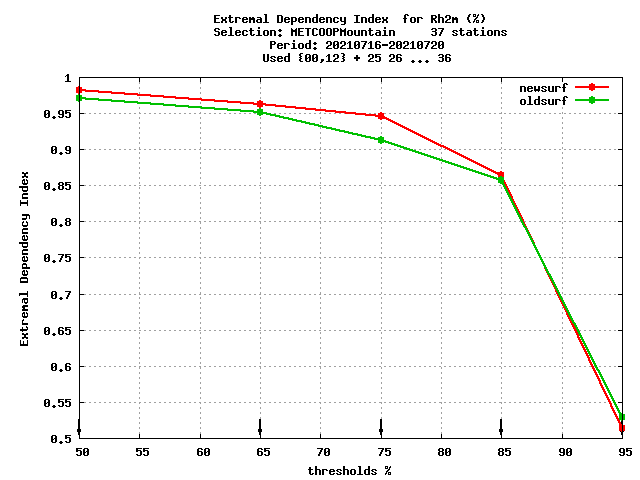 Extremal Dependency Index  for Rh2m (%)
Selection: METCOOPMountain     37 stations
Period: 20210716-20210720
Used {00,12} + 25 26 ... 36
newsurf
oldsurf
1
0.95
0.9
0.85
0.8
0.75
0.7
0.65
0.6
0.55
0.5
Extremal Dependency Index
50 55 60 65 70 75 80 85 90 95
thresholds %